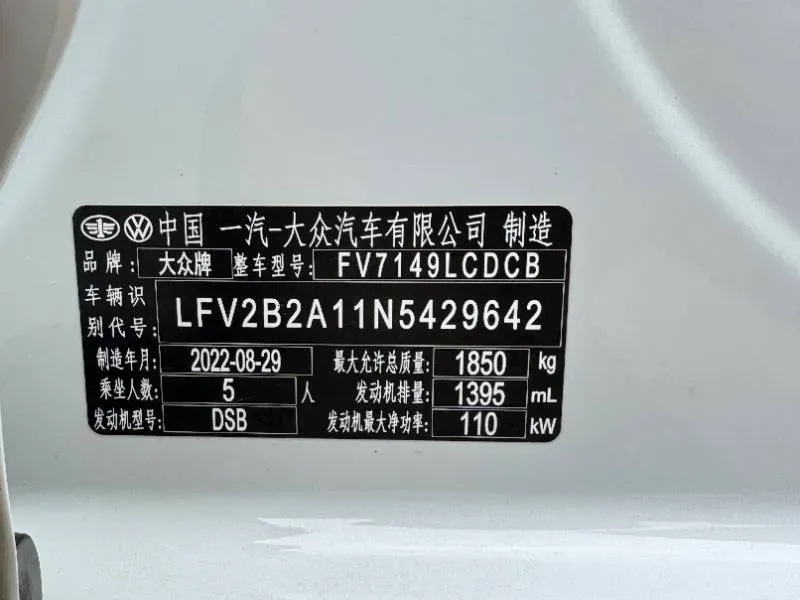 中国 一汽-大众汽车有限公司 制造
品牌: 大众牌 整车型号: FV7149LCDCB
车辆识别代号: LFV2B2A11N5429642
制造年月: 2022-08-29 最大允许总质量: 1850 kg
乘坐人数: 5 人 发动机排量: 1395 mL
发动机型号: DSB 发动机最大净功率: 110 kW